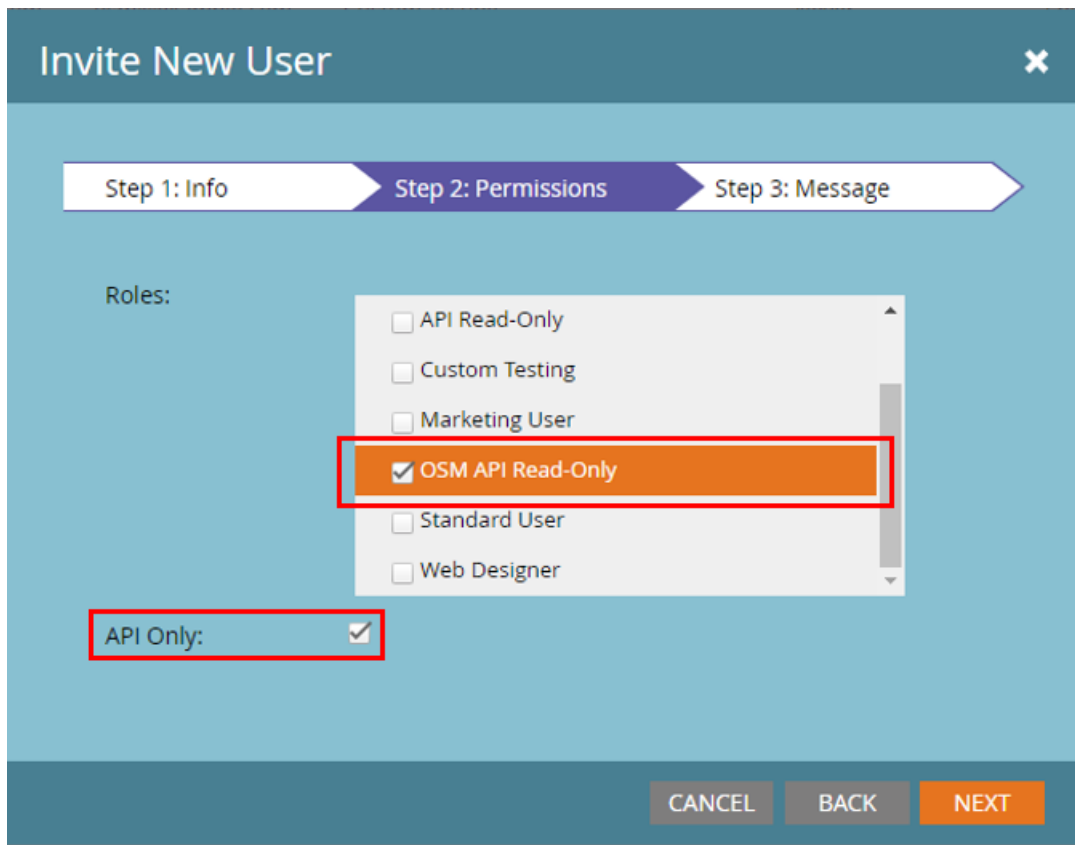 Invite New User
Step 1: Info
Step 2: Permissions
Step 3: Message
Roles:
API Read-Only
Custom Testing
Marketing User
OSM API Read-Only
Standard User
Web Designer
API Only:
CANCEL
BACK
NEXT